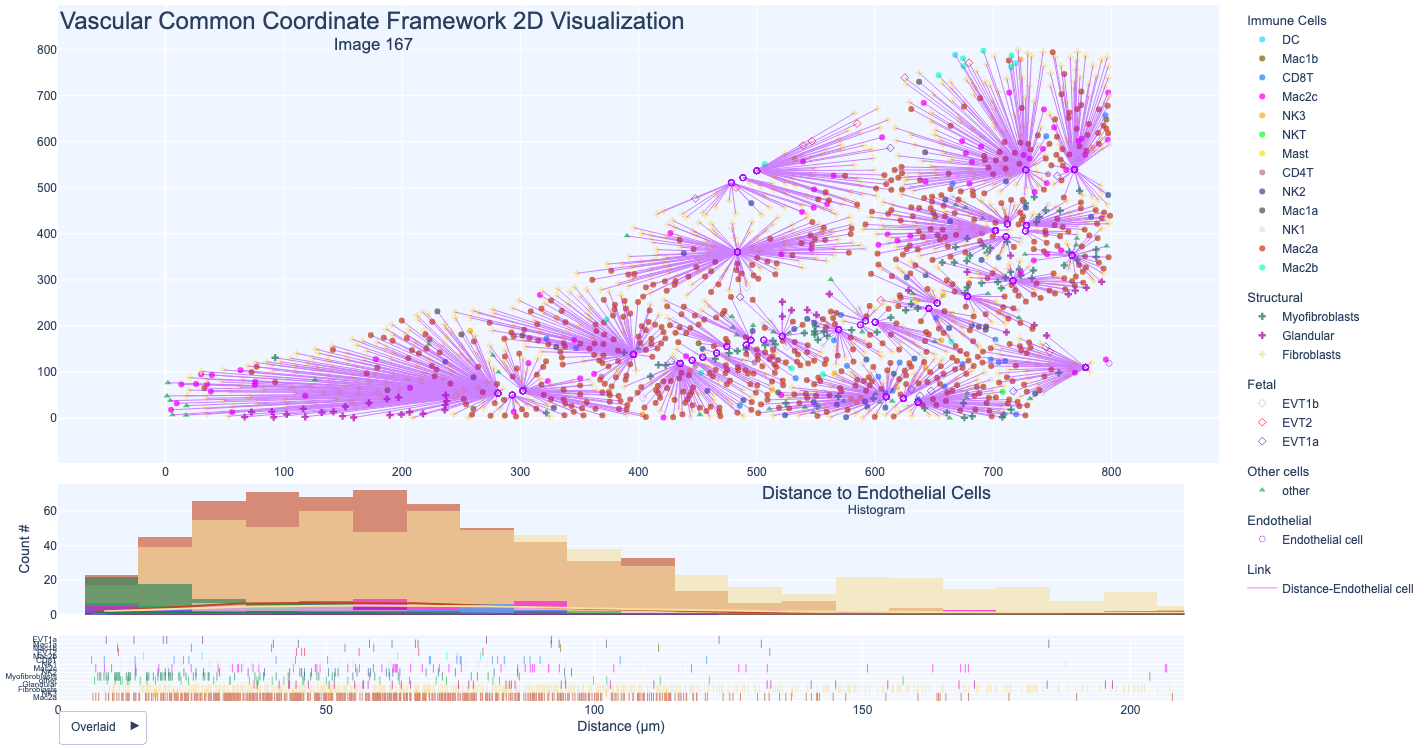 Vascular Common Coordinate Framework 2D Visualization
Image 167
800
700
600
500
400
300
200
100
0
0 100 200 300 400 500 600 700 800
Immune Cells
DC
Mac1b
CD8T
Mac2c
NK3
NKT
Mast
CD4T
NK2
Mac1a
NK1
Mac2a
Mac2b
Structural
Myofibroblasts
Glandular
Fibroblasts
Fetal
EVT1b
EVT2
EVT1a
Other cells
other
Endothelial
Endothelial cell
Link
Distance-Endothelial cell
Distance to Endothelial Cells
Histogram
Count #
60
40
20
0
EVT1a
Myofibroblasts
Glandular
Fibroblasts
Mac2a
0 50 100 150 200
Distance (μm)
Overlaid ►